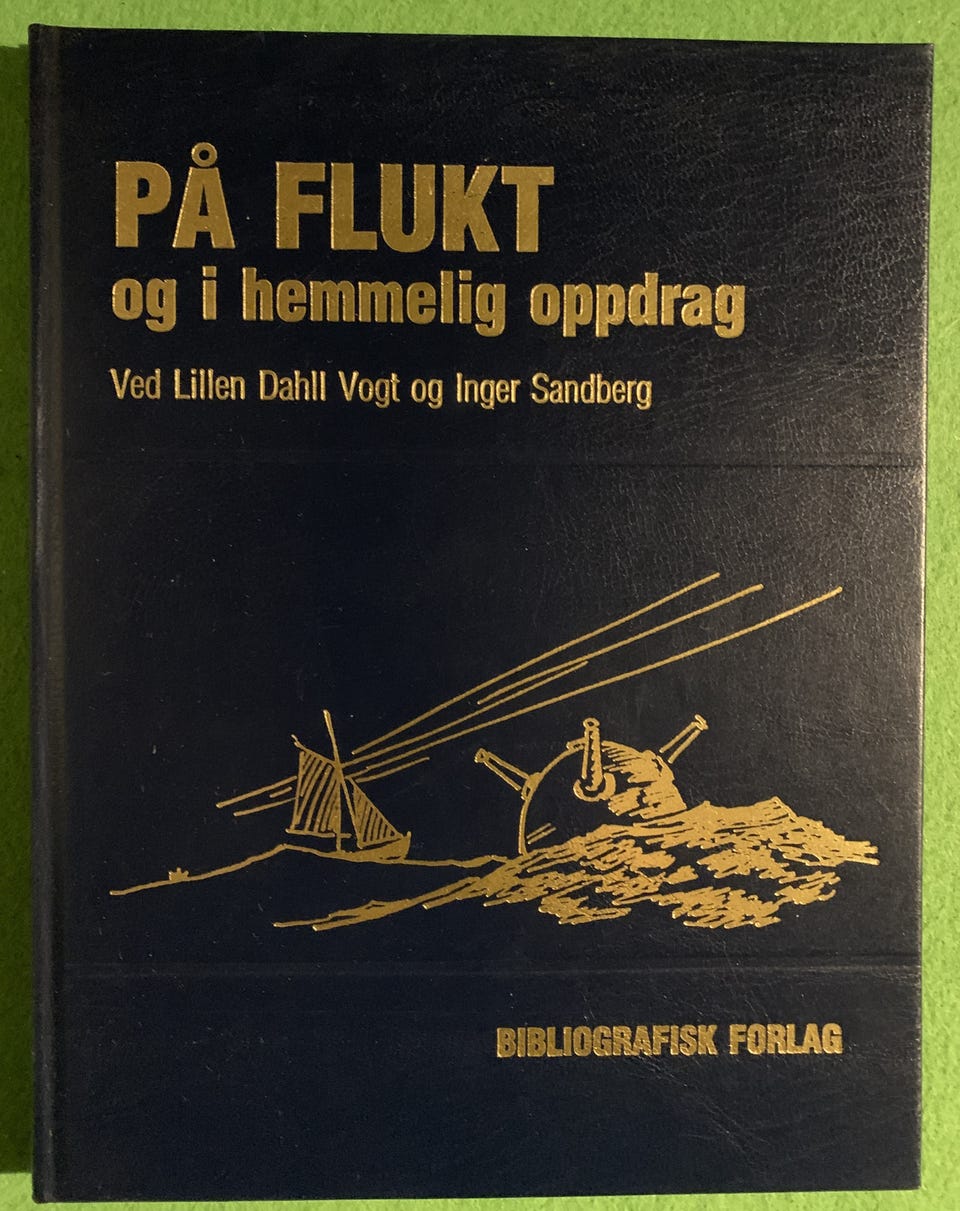 PÅ FLUKT
og i hemmelig oppdrag
Ved Lillen Dahll Vogt og Inger Sandberg
BIBLIOGRAFISK FORLAG